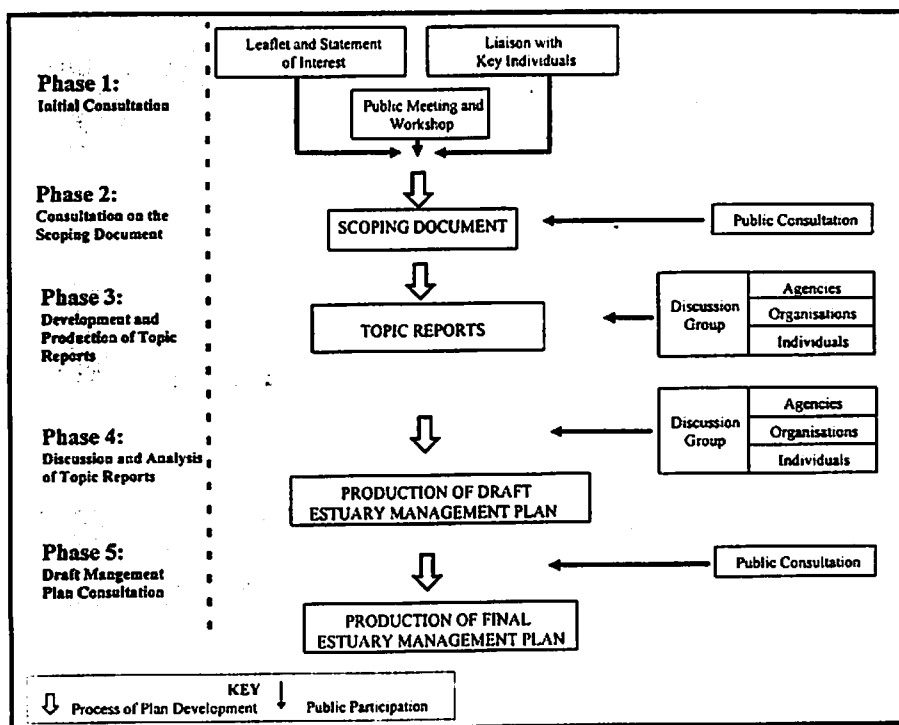 Leaflet and Statement
of Interest
Liaison with
Key Individuals
Phase 1:
Initial Consultation
Public Meeting and
Workshop
Phase 2:
Consultation on the
Scoping Document
SCOPING DOCUMENT
Public Consultation
Phase 3:
Development and
Production of Topic
Reports
TOPIC REPORTS
Discussion
Group
Agencies
Organisations
Individuals
Phase 4:
Discussion and Analysis
of Topic Reports
Discussion
Group
Agencies
Organisations
Individuals
PRODUCTION OF DRAFT
ESTUARY MANAGEMENT PLAN
Phase 5:
Draft Mangement
Plan Consultation
Public Consultation
PRODUCTION OF FINAL
ESTUARY MANAGEMENT PLAN
KEY
Process of Plan Development
Public Participation